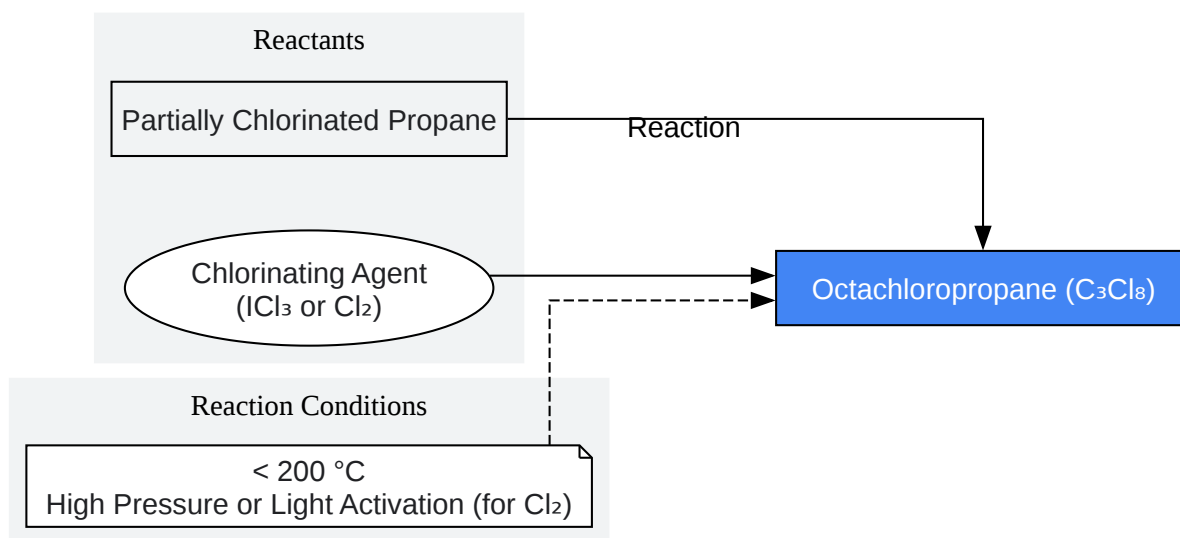 Reactants
Partially Chlorinated Propane
Reaction
Chlorinating Agent
(ICl₃ or Cl₂)
Octachloropropane (C₃Cl₈)
Reaction Conditions
< 200 °C
High Pressure or Light Activation (for Cl₂)